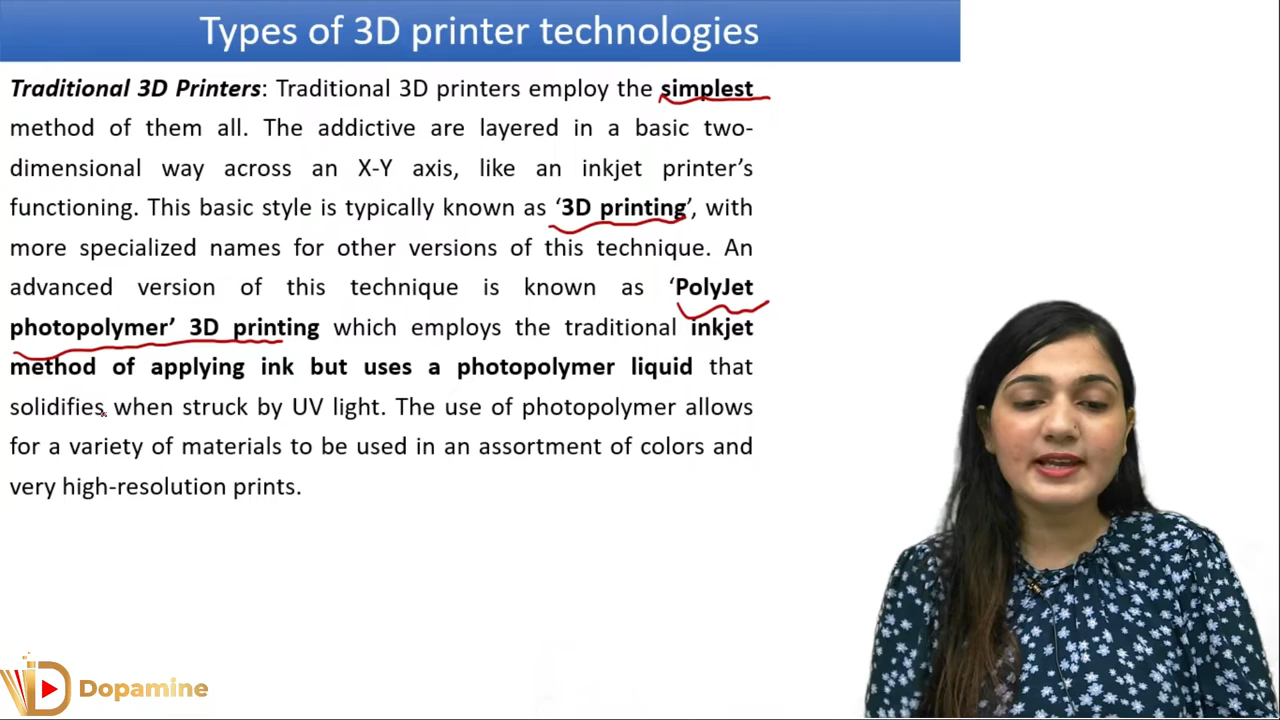 Types of 3D printer technologies
Traditional 3D Printers: Traditional 3D printers employ the simplest
method of them all. The addictive are layered in a basic two-
dimensional way across an X-Y axis, like an inkjet printer’s
functioning. This basic style is typically known as ‘3D printing’, with
more specialized names for other versions of this technique. An
advanced version of this technique is known as ‘PolyJet
photopolymer’ 3D printing which employs the traditional inkjet
method of applying ink but uses a photopolymer liquid that
solidifies when struck by UV light. The use of photopolymer allows
for a variety of materials to be used in an assortment of colors and
very high-resolution prints.
Dopamine